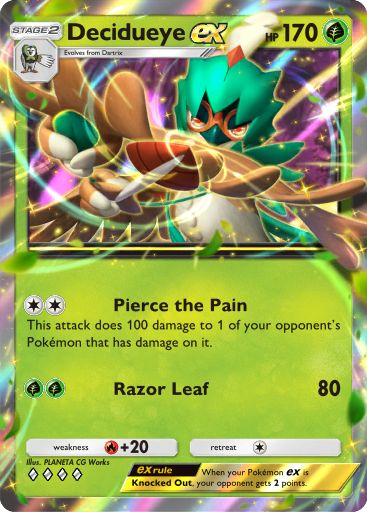 STAGE 2 Decidueye ex HP 170
Evolves from Dartrix
Pierce the Pain
This attack does 100 damage to 1 of your opponent's
Pokémon that has damage on it.
Razor Leaf 80
weakness +20 retreat
Illus. PLANETA CG Works
ex rule When your Pokémon ex is
Knocked Out, your opponent gets 2 points.